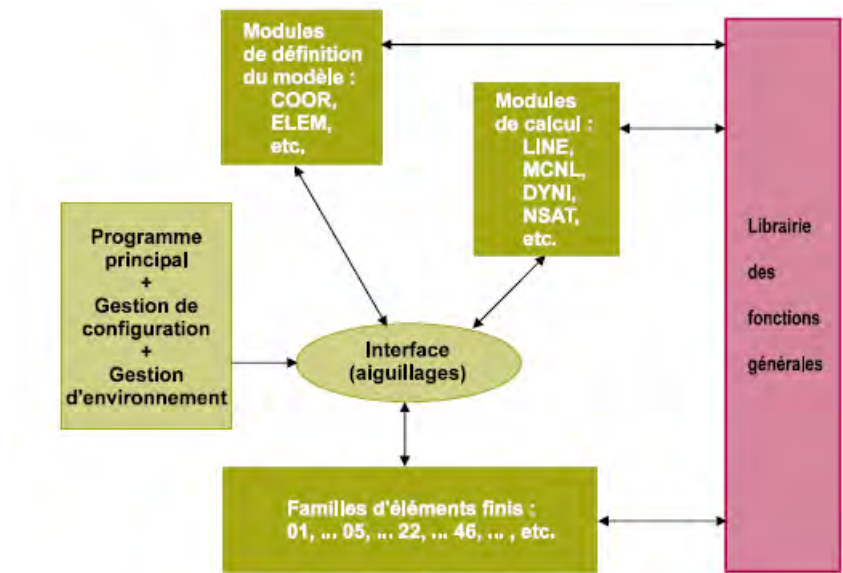 Modules
de définition
du modèle :
COOR,
ELEM,
etc.
Modules
de calcul :
LINE,
MCNL,
DYNI,
NSAT,
etc.
Programme
principal
+
Gestion de
configuration
+
Gestion
d'environnement
Interface
(aiguillages)
Librairie
des
fonctions
générales
Familles d'éléments finis :
01, ... 05, ... 22, ... 46, ... , etc.